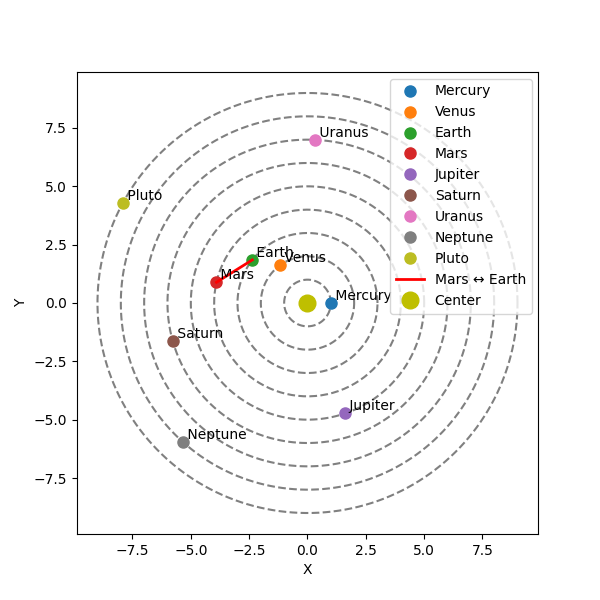 Mercury
Venus
Earth
Mars
Jupiter
Saturn
Uranus
Neptune
Pluto
Mars ↔ Earth
Center
Uranus
Pluto
Earth
Venus
Mars
Mercury
Saturn
Jupiter
Neptune
7.5
5.0
2.5
0.0
−2.5
−5.0
−7.5
Y
−7.5 −5.0 −2.5 0.0 2.5 5.0 7.5
X